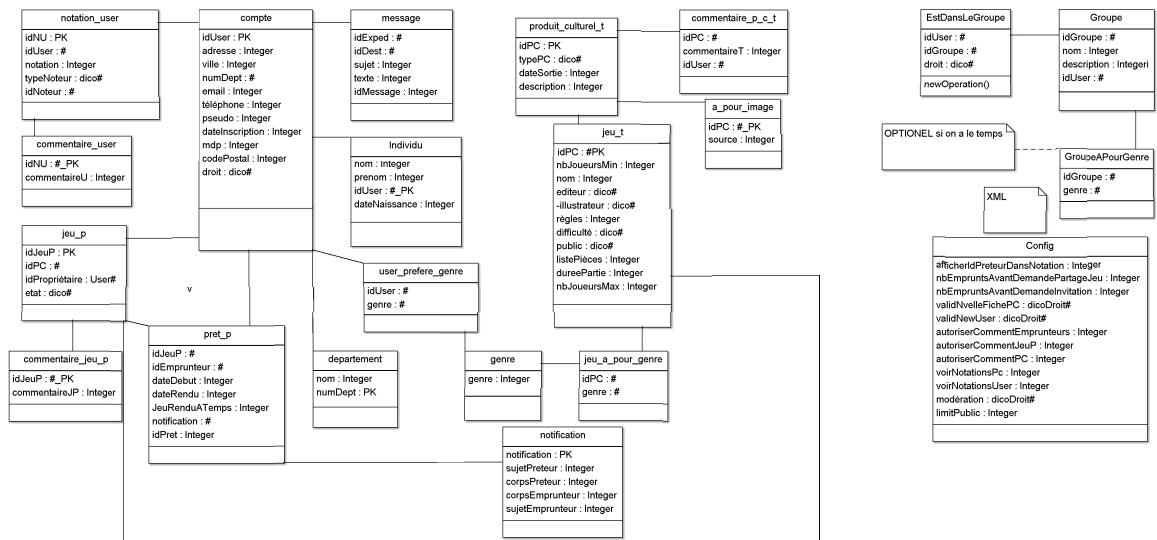 notation_user
idNU : PK
idUser : #
notation : Integer
typeNoteur : dico#
idNoteur : #
compte
idUser : PK
adresse : Integer
ville : Integer
numDept : #
email : Integer
téléphone : Integer
pseudo : Integer
dateInscription : Integer
mdp : Integer
codePostal : Integer
droit : dico#
message
idExped : #
idDest : #
sujet : Integer
texte : Integer
idMessage : Integer
produit_culturel_t
idPC : PK
typePC : dico#
dateSortie : Integer
description : Integer
commentaire_p_c_t
idPC : #
commentaireT : Integer
idUser : #
EstDansLeGroupe
idUser : #
idGroupe : #
droit : dico#
newOperation()
Groupe
idGroupe : #
nom : Integer
description : Integeri
idUser : #
a_pour_image
idPC : #_PK
source : Integer
commentaire_user
idNU : #_PK
commentaireU : Integer
Individu
nom : Integer
prenom : Integer
idUser : #_PK
dateNaissance : Integer
jeu_t
idPC : #PK
nbJoueursMin : Integer
nom : Integer
editeur : dico#
-illustrateur : dico#
règles : Integer
difficulté : dico#
public : dico#
listePièces : Integer
dureePartie : Integer
nbJoueursMax : Integer
OPTIONEL si on a le temps
GroupeAPourGenre
idGroupe : #
genre : #
XML
jeu_p
idJeuP : PK
idPC : #
idPropriétaire : User#
etat : dico#
v
user_prefere_genre
idUser : #
genre : #
Config
afficherIdPreteurDansNotation : Integer
nbEmpruntsAvantDemandePartageJeu : Integer
nbEmpruntsAvantDemandeInvitation : Integer
validNvelleFichePC : dicoDroit#
validNewUser : dicoDroit#
autoriserCommentEmprunteurs : Integer
autoriserCommentJeuP : Integer
autoriserCommentPC : Integer
voirNotationsPc : Integer
voirNotationsUser : Integer
modération : dicoDroit#
limitPublic : Integer
commentaire_jeu_p
idJeuP : #_PK
commentaireJP : Integer
pret_p
idJeuP : #
idEmprunteur : #
dateDebut : Integer
dateRendu : Integer
JeuRenduATemps : Integer
notification : #
idPret : Integer
departement
nom : Integer
numDept : PK
genre
genre : Integer
jeu_a_pour_genre
idPC : #
genre : #
notification
notification : PK
sujetPreteur : Integer
corpsPreteur : Integer
corpsEmprunteur : Integer
sujetEmprunteur : Integer